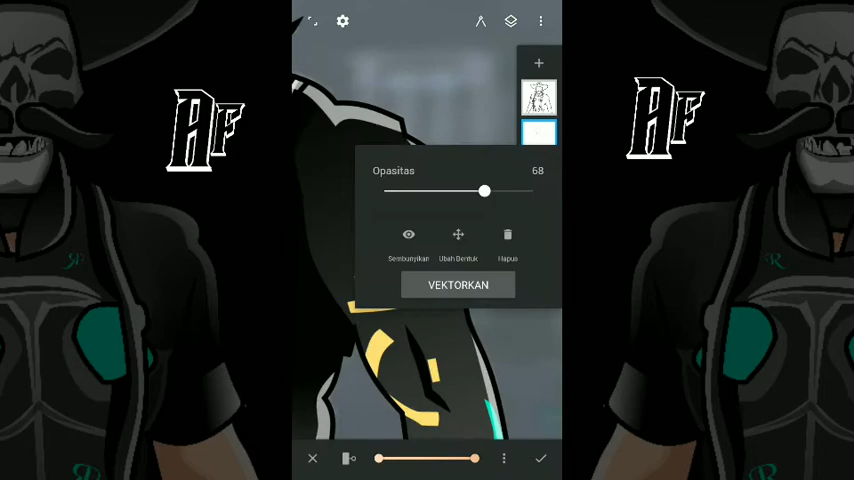 AF
AF
Opasitas 68
Sembunyikan Ubah Bentuk Hapus
VEKTORKAN